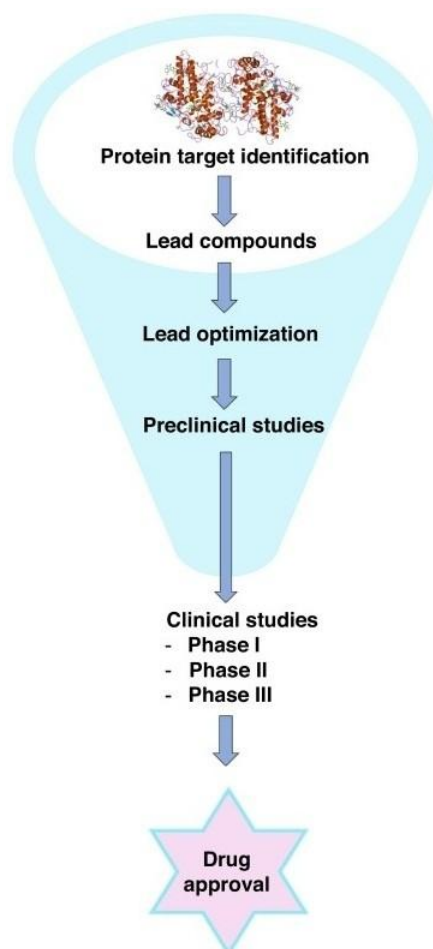 Protein target identification
Lead compounds
Lead optimization
Preclinical studies
Clinical studies
- Phase I
- Phase II
- Phase III
Drug
approval